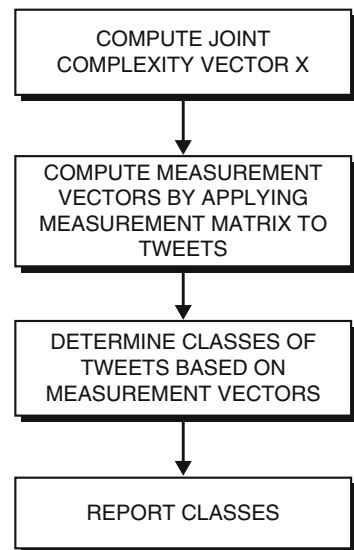 COMPUTE JOINT
COMPLEXITY VECTOR X
COMPUTE MEASUREMENT
VECTORS BY APPLYING
MEASUREMENT MATRIX TO
TWEETS
DETERMINE CLASSES OF
TWEETS BASED ON
MEASUREMENT VECTORS
REPORT CLASSES